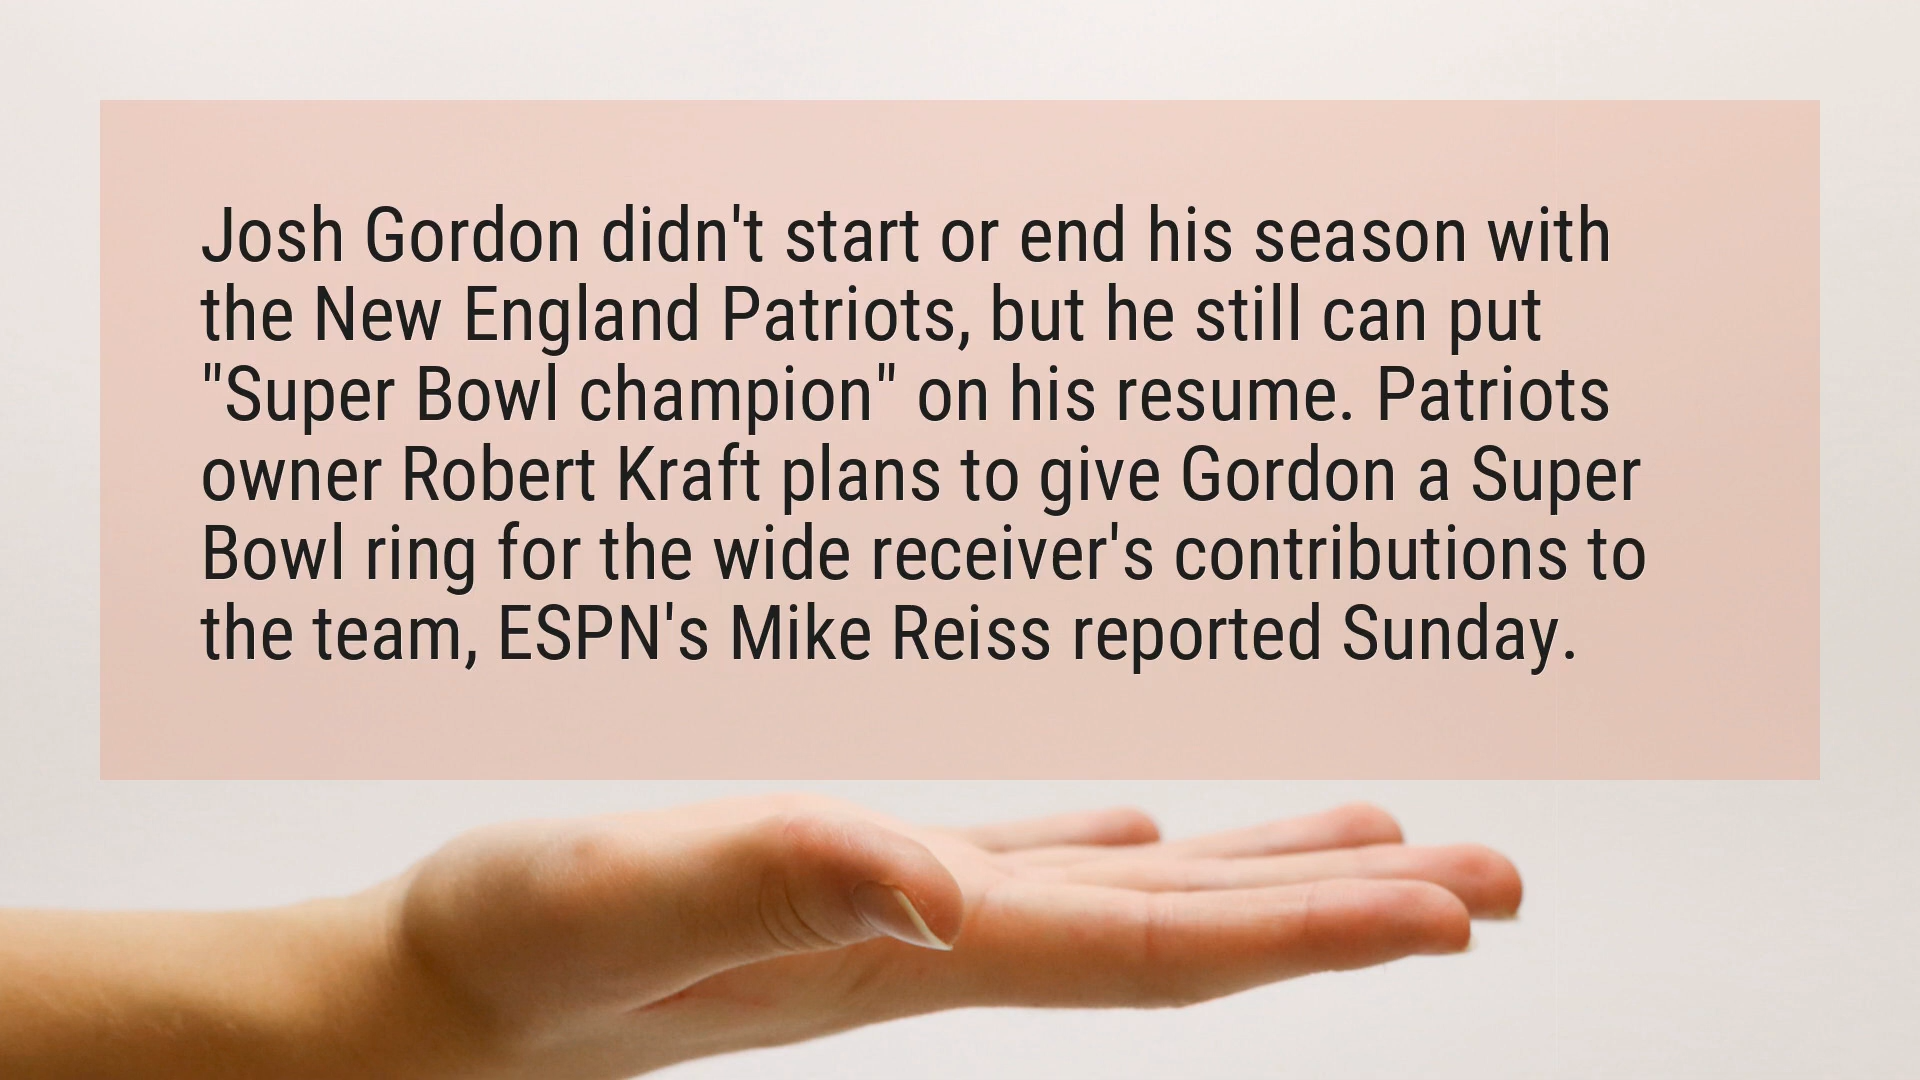 Josh Gordon didn't start or end his season with
the New England Patriots, but he still can put
"Super Bowl champion" on his resume. Patriots
owner Robert Kraft plans to give Gordon a Super
Bowl ring for the wide receiver's contributions to
the team, ESPN's Mike Reiss reported Sunday.